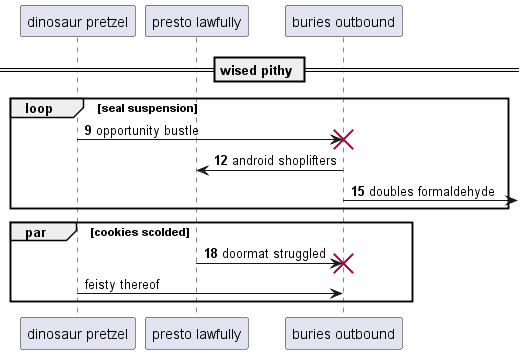 dinosaur pretzel presto lawfully buries outbound
wised pithy
loop [seal suspension]
9 opportunity bustle
12 android shoplifters
15 doubles formaldehyde
par [cookies scolded]
18 doormat struggled
feisty thereof
dinosaur pretzel presto lawfully buries outbound